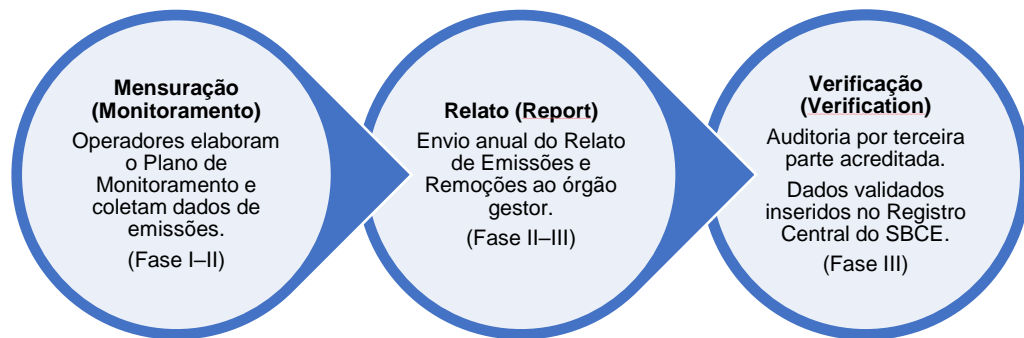 Mensuração
(Monitoramento)
Operadores elaboram
o Plano de
Monitoramento e
coletam dados de
emissões.
(Fase I–II)
Relato (Report)
Envio anual do Relato
de Emissões e
Remoções ao órgão
gestor.
(Fase II–III)
Verificação
(Verification)
Auditoria por terceira
parte acreditada.
Dados validados
inseridos no Registro
Central do SBCE.
(Fase III)